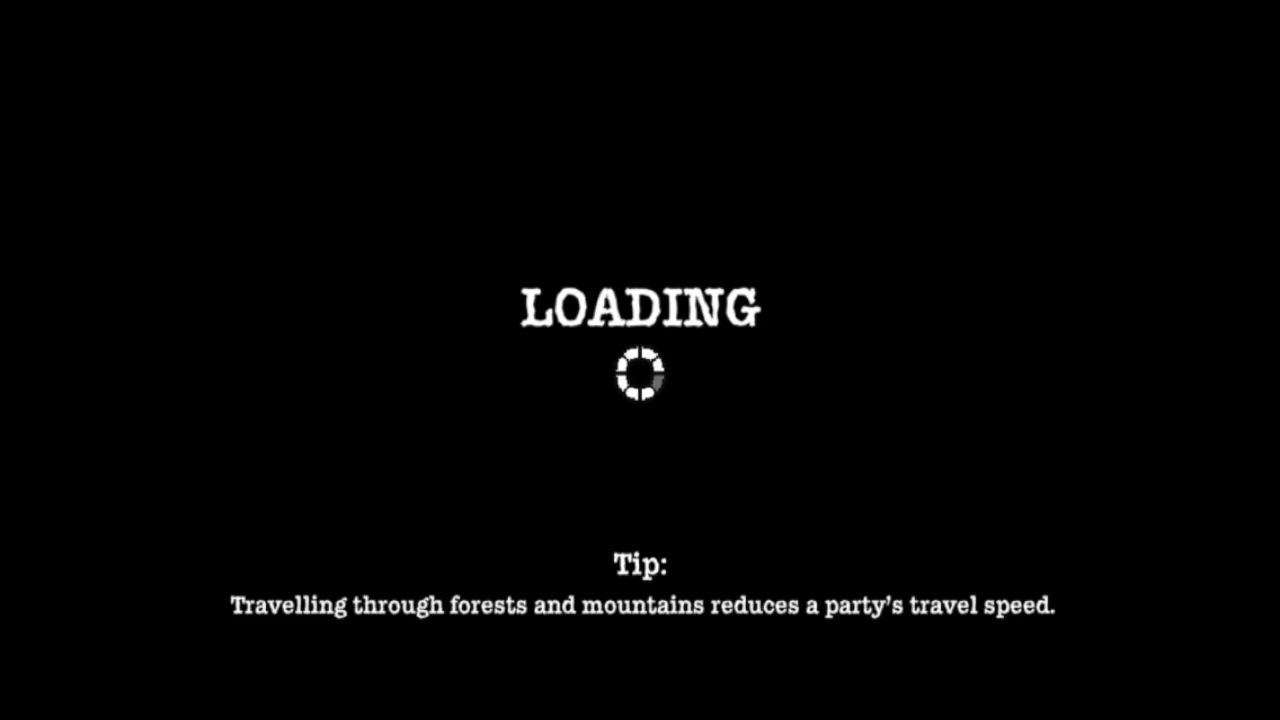 LOADING
Tip:
Travelling through forests and mountains reduces a party's travel speed.